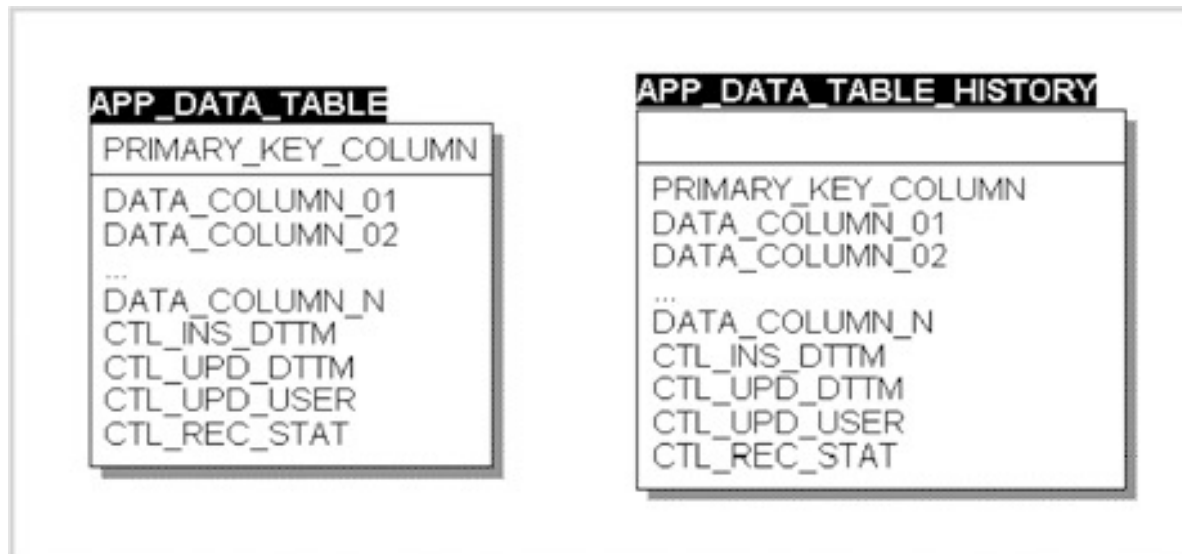 APP_DATA_TABLE
PRIMARY_KEY_COLUMN
DATA_COLUMN_01
DATA_COLUMN_02
...
DATA_COLUMN_N
CTL_INS_DTTM
CTL_UPD_DTTM
CTL_UPD_USER
CTL_REC_STAT
APP_DATA_TABLE_HISTORY
PRIMARY_KEY_COLUMN
DATA_COLUMN_01
DATA_COLUMN_02
...
DATA_COLUMN_N
CTL_INS_DTTM
CTL_UPD_DTTM
CTL_UPD_USER
CTL_REC_STAT